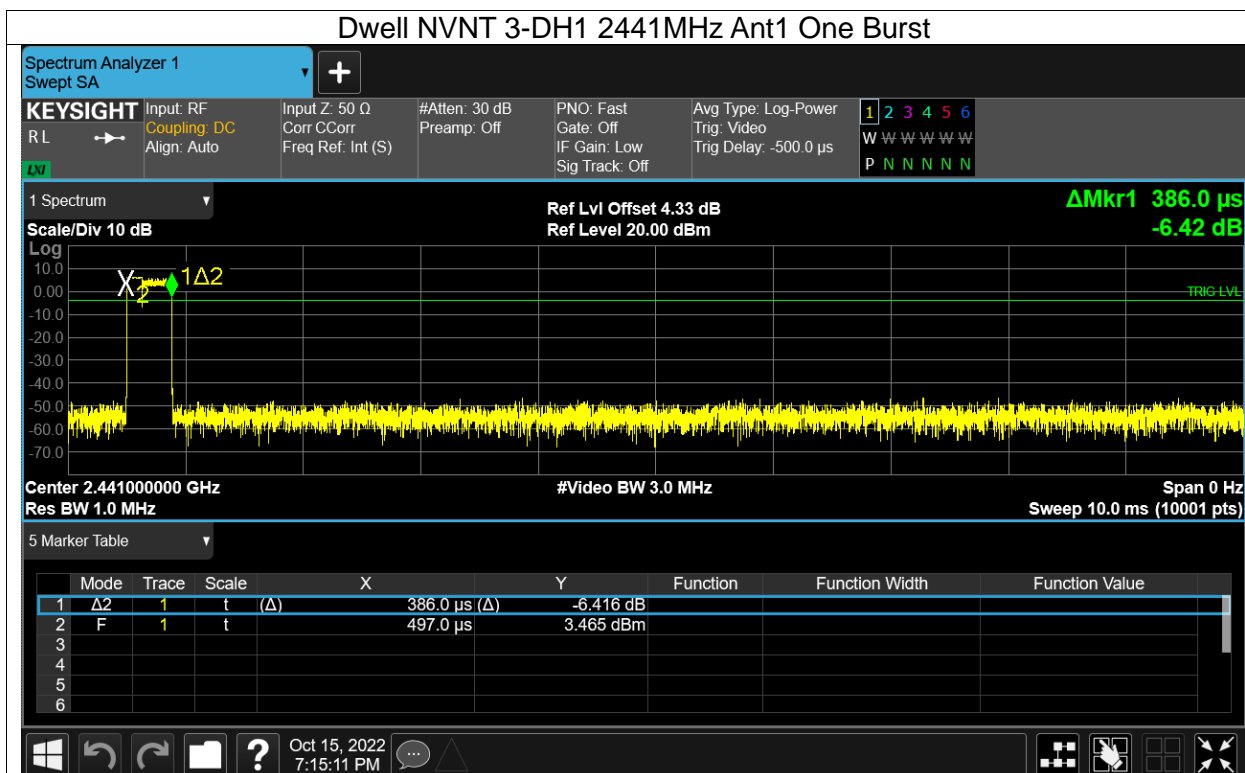 Dwell NVNT 3-DH1 2441MHz Ant1 One Burst
Spectrum Analyzer 1
Swept SA
KEYSIGHT Input: RF Input Z: 50 Ω #Atten: 30 dB PNO: Fast Avg Type: Log-Power 1 2 3 4 5 6
R L Coupling: DC Corr CCorr Preamp: Off Gate: Off Trig: Video W W W W W W
Align: Auto Freq Ref: Int (S) IF Gain: Low Trig Delay: -500.0 µs
LXI Sig Track: Off P N N N N N
1 Spectrum Ref Lvl Offset 4.33 dB ΔMkr1 386.0 µs
Scale/Div 10 dB Ref Level 20.00 dBm -6.42 dB
Log
10.0
X 2 1Δ2
0.00 TRIG LVL
-10.0
-20.0
-30.0
-40.0
-50.0
-60.0
-70.0
Center 2.441000000 GHz #Video BW 3.0 MHz Span 0 Hz
Res BW 1.0 MHz Sweep 10.0 ms (10001 pts)
5 Marker Table
Mode Trace Scale X Y Function Function Width Function Value
1 Δ2 1 t (Δ) 386.0 µs (Δ) -6.416 dB
2 F 1 t 497.0 µs 3.465 dBm
3
4
5
6
? Oct 15, 2022
7:15:11 PM